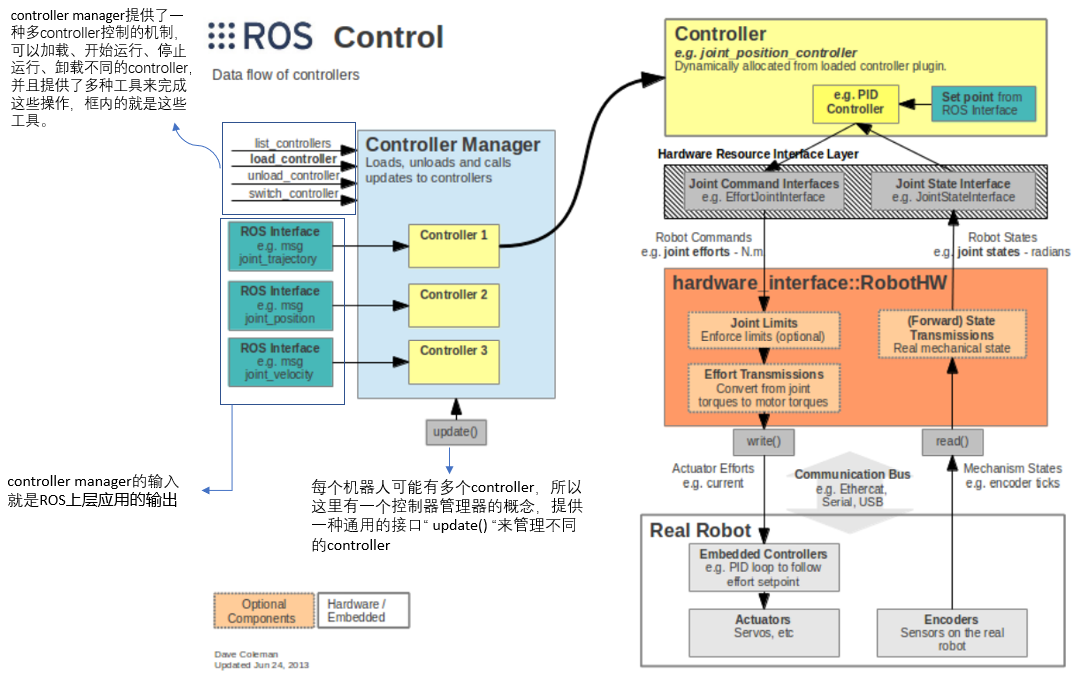 controller manager提供了一
种多controller控制的机制，
可以加载、开始运行、停止
运行、卸载不同的controller，
并且提供了多种工具来完成
这些操作，框内的就是这些
工具。
ROS Control
Data flow of controllers
list_controllers
load_controller
unload_controller
switch_controller
Controller Manager
Loads, unloads and calls
updates to controllers
ROS Interface
e.g. msg
joint_trajectory
Controller 1
ROS Interface
e.g. msg
joint_position
Controller 2
ROS Interface
e.g. msg
joint_velocity
Controller 3
update()
controller manager的输入
就是ROS上层应用的输出
每个机器人可能有多个controller，所以
这里有一个控制器管理器的概念，提供
一种通用的接口“ update() “来管理不同
的controller
Optional
Components
Hardware /
Embedded
Dave Coleman
Updated Jun 24, 2013
Controller
e.g. joint_position_controller
Dynamically allocated from loaded controller plugin.
e.g. PID
Controller
Set point from
ROS Interface
Hardware Resource Interface Layer
Joint Command Interfaces
e.g. EffortJointInterface
Joint State Interface
e.g. JointStateInterface
Robot Commands
e.g. joint efforts - N.m
Robot States
e.g. joint states - radians
hardware_interface::RobotHW
Joint Limits
Enforce limits (optional)
Effort Transmissions
Convert from joint
torques to motor torques
(Forward) State
Transmissions
Real mechanical state
write()
read()
Actuator Efforts
e.g. current
Communication Bus
e.g. Ethercat,
Serial, USB
Mechanism States
e.g. encoder ticks
Real Robot
Embedded Controllers
e.g. PID loop to follow
effort setpoint
Actuators
Servos, etc
Encoders
Sensors on the real
robot